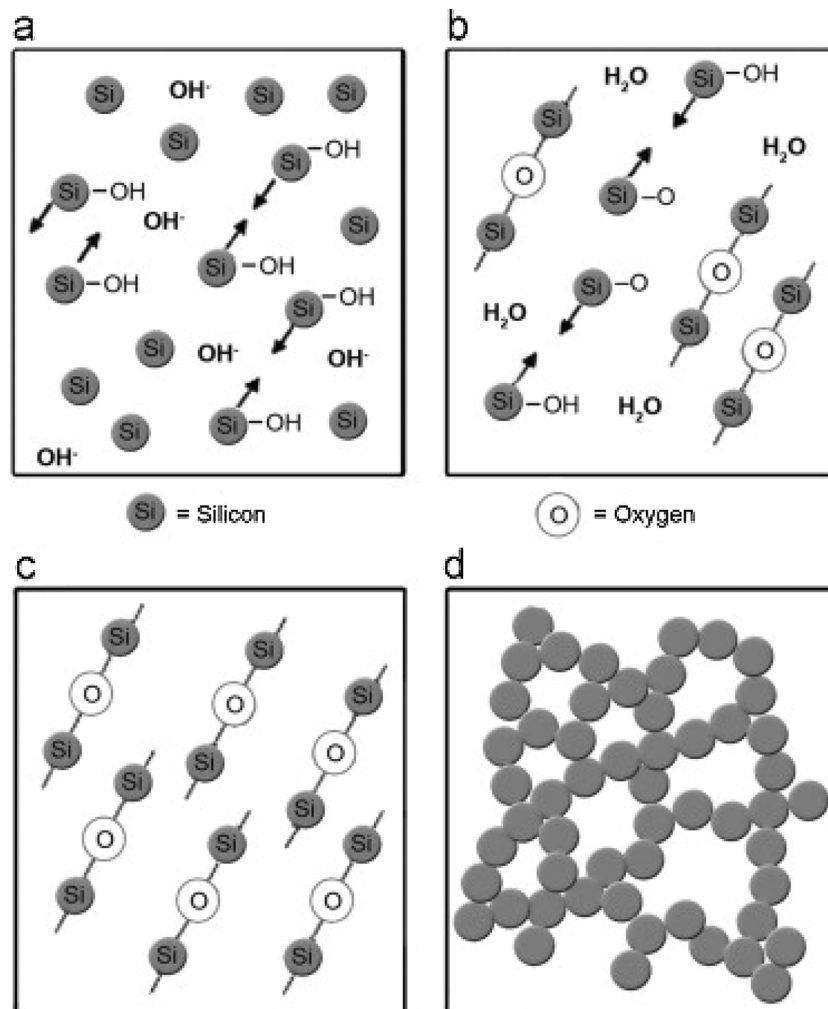 a
Si OH⁻ Si Si
Si
Si –OH
Si –OH
OH⁻ Si
Si –OH
Si –OH
Si –OH
Si OH⁻ OH⁻
Si
Si Si –OH Si
OH⁻
b
H₂O Si –OH
Si
H₂O
O
Si –O
Si
Si
O
Si –O Si
H₂O
Si
O
Si –OH H₂O Si
Si = Silicon
O = Oxygen
c
Si
O
Si
Si
O
Si
Si
O
Si
Si
O
Si
Si
O
Si
Si
O
Si
d